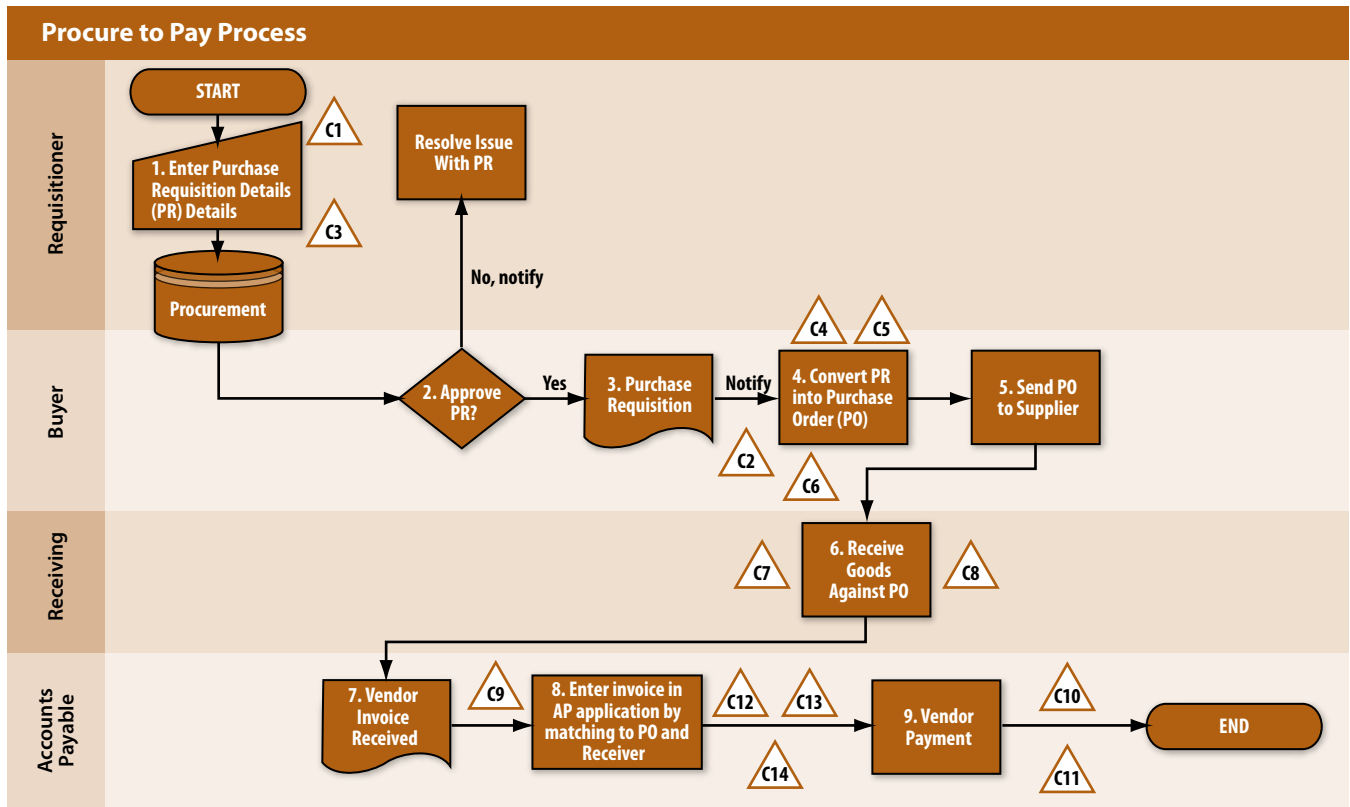 Procure to Pay Process
Requisitioner
START
C1
1. Enter Purchase
Requisition Details
(PR) Details
C3
Procurement
Resolve Issue
With PR
No, notify
Buyer
2. Approve
PR?
Yes
3. Purchase
Requisition
Notify
C2
C4
C5
4. Convert PR
into Purchase
Order (PO)
C6
5. Send PO
to Supplier
Receiving
C7
6. Receive
Goods
Against PO
C8
Accounts
Payable
7. Vendor
Invoice
Received
C9
8. Enter invoice in
AP application by
matching to PO and
Receiver
C12
C13
C14
9. Vendor
Payment
C10
C11
END